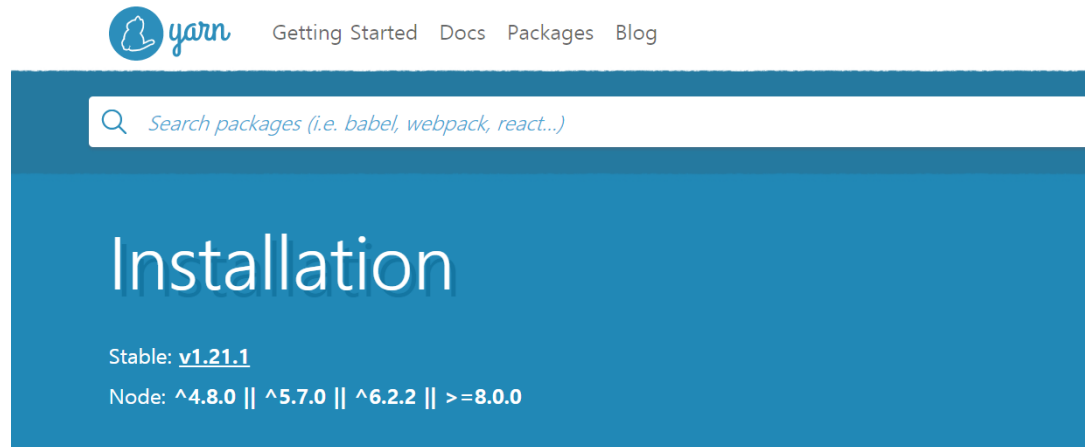 yarn Getting Started Docs Packages Blog
Search packages (i.e. babel, webpack, react...)
Installation
Stable: v1.21.1
Node: ^4.8.0 || ^5.7.0 || ^6.2.2 || >=8.0.0